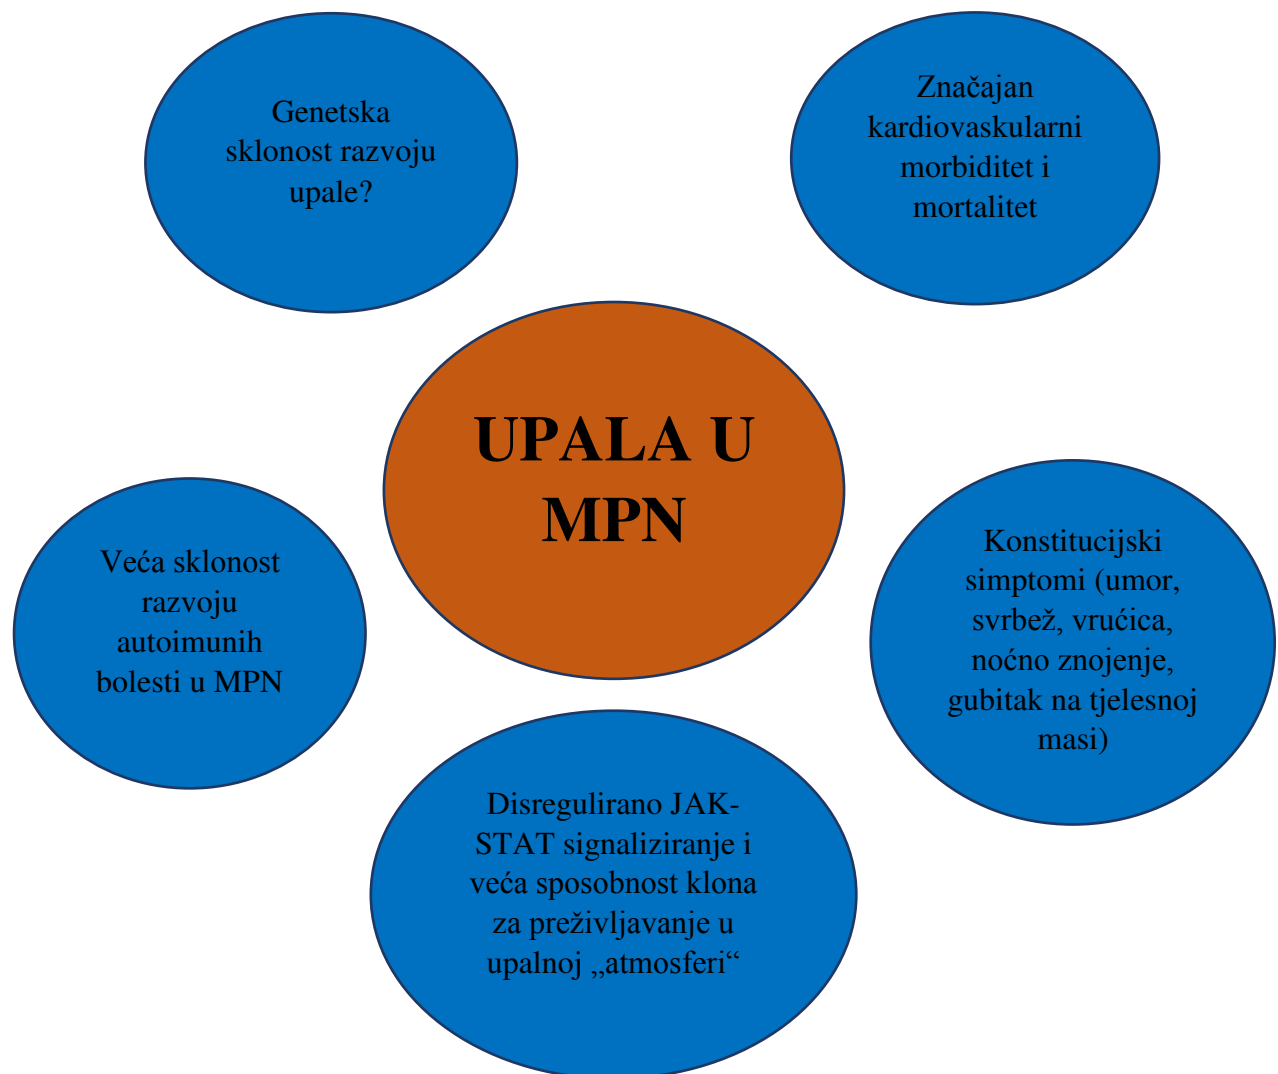 Genetska
sklonost razvoju
upale?
Značajan
kardiovaskularni
morbiditet i
mortalitet
UPALA U
MPN
Veća sklonost
razvoju
autoimunih
bolesti u MPN
Konstitucijski
simptomi (umor,
svrbež, vrućica,
noćno znojenje,
gubitak na tjelesnoj
masi)
Disregulirano JAK-
STAT signaliziranje i
veća sposobnost klona
za preživljavanje u
upalnoj „atmosferi“